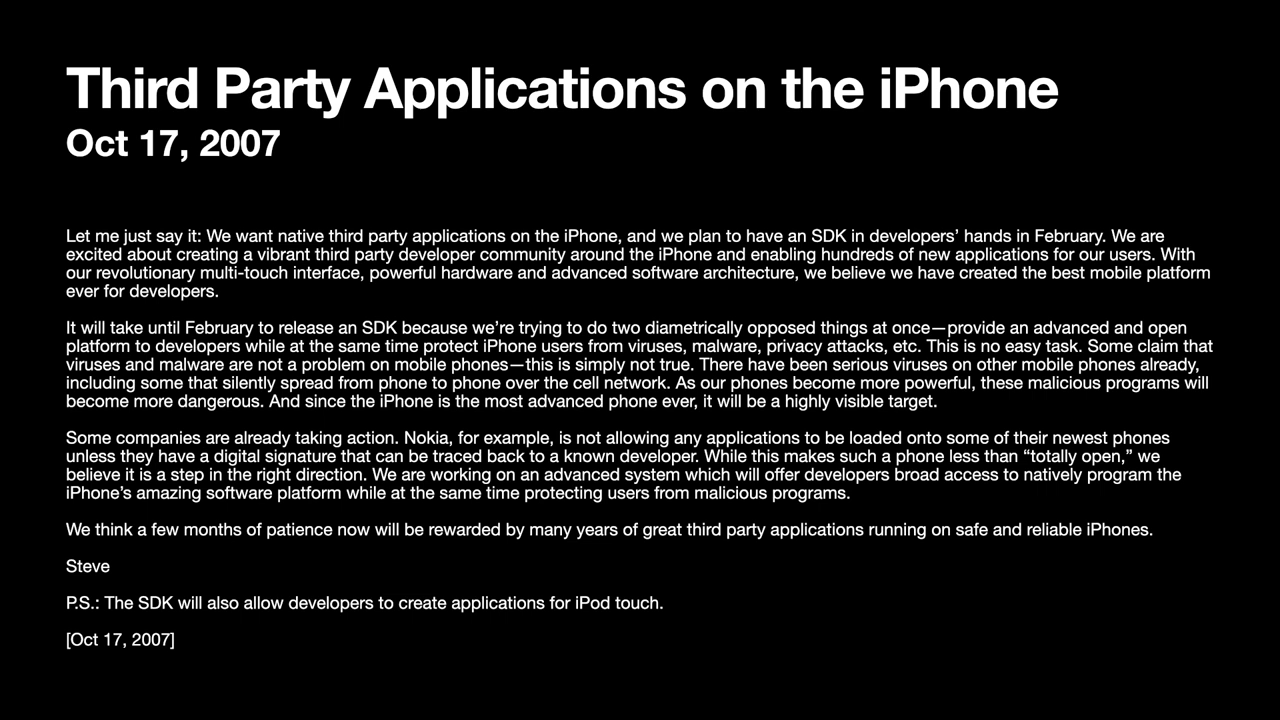 Third Party Applications on the iPhone
Oct 17, 2007
Let me just say it: We want native third party applications on the iPhone, and we plan to have an SDK in developers’ hands in February. We are
excited about creating a vibrant third party developer community around the iPhone and enabling hundreds of new applications for our users. With
our revolutionary multi-touch interface, powerful hardware and advanced software architecture, we believe we have created the best mobile platform
ever for developers.
It will take until February to release an SDK because we’re trying to do two diametrically opposed things at once—provide an advanced and open
platform to developers while at the same time protect iPhone users from viruses, malware, privacy attacks, etc. This is no easy task. Some claim that
viruses and malware are not a problem on mobile phones—this is simply not true. There have been serious viruses on other mobile phones already,
including some that silently spread from phone to phone over the cell network. As our phones become more powerful, these malicious programs will
become more dangerous. And since the iPhone is the most advanced phone ever, it will be a highly visible target.
Some companies are already taking action. Nokia, for example, is not allowing any applications to be loaded onto some of their newest phones
unless they have a digital signature that can be traced back to a known developer. While this makes such a phone less than “totally open,” we
believe it is a step in the right direction. We are working on an advanced system which will offer developers broad access to natively program the
iPhone’s amazing software platform while at the same time protecting users from malicious programs.
We think a few months of patience now will be rewarded by many years of great third party applications running on safe and reliable iPhones.
Steve
P.S.: The SDK will also allow developers to create applications for iPod touch.
[Oct 17, 2007]